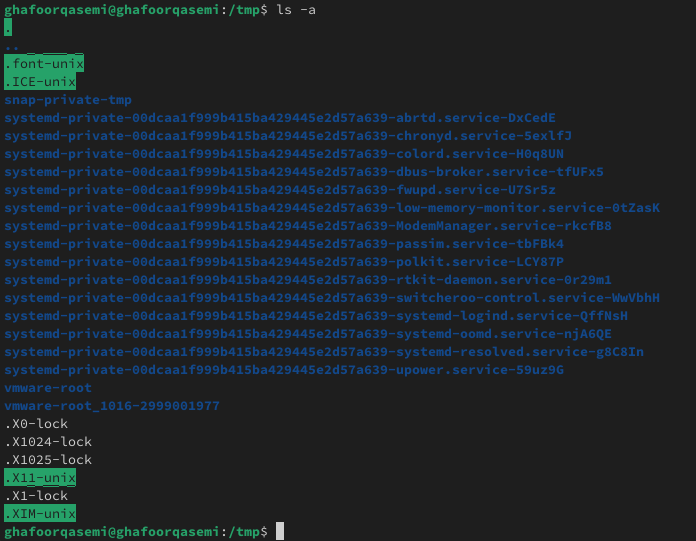 ghafoorqasemi@ghafoorqasemi:/tmp$ ls -a
.
..
.font-unix
.ICE-unix
snap-private-tmp
systemd-private-00dcaa1f999b415ba429445e2d57a639-abrtd.service-DxCedE
systemd-private-00dcaa1f999b415ba429445e2d57a639-chronyd.service-5exlfJ
systemd-private-00dcaa1f999b415ba429445e2d57a639-colord.service-H0q8UN
systemd-private-00dcaa1f999b415ba429445e2d57a639-dbus-broker.service-tfUFx5
systemd-private-00dcaa1f999b415ba429445e2d57a639-fwupd.service-U7Sr5z
systemd-private-00dcaa1f999b415ba429445e2d57a639-low-memory-monitor.service-0tZasK
systemd-private-00dcaa1f999b415ba429445e2d57a639-ModemManager.service-rkcfB8
systemd-private-00dcaa1f999b415ba429445e2d57a639-passim.service-tbFBk4
systemd-private-00dcaa1f999b415ba429445e2d57a639-polkit.service-LCY87P
systemd-private-00dcaa1f999b415ba429445e2d57a639-rtkit-daemon.service-0r29m1
systemd-private-00dcaa1f999b415ba429445e2d57a639-switcheroo-control.service-WwVbhH
systemd-private-00dcaa1f999b415ba429445e2d57a639-systemd-logind.service-QffNsH
systemd-private-00dcaa1f999b415ba429445e2d57a639-systemd-oomd.service-njA6QE
systemd-private-00dcaa1f999b415ba429445e2d57a639-systemd-resolved.service-g8C8In
systemd-private-00dcaa1f999b415ba429445e2d57a639-upower.service-59uz9G
vmware-root
vmware-root_1016-2999001977
.X0-lock
.X1024-lock
.X1025-lock
.X11-unix
.X1-lock
.XIM-unix
ghafoorqasemi@ghafoorqasemi:/tmp$